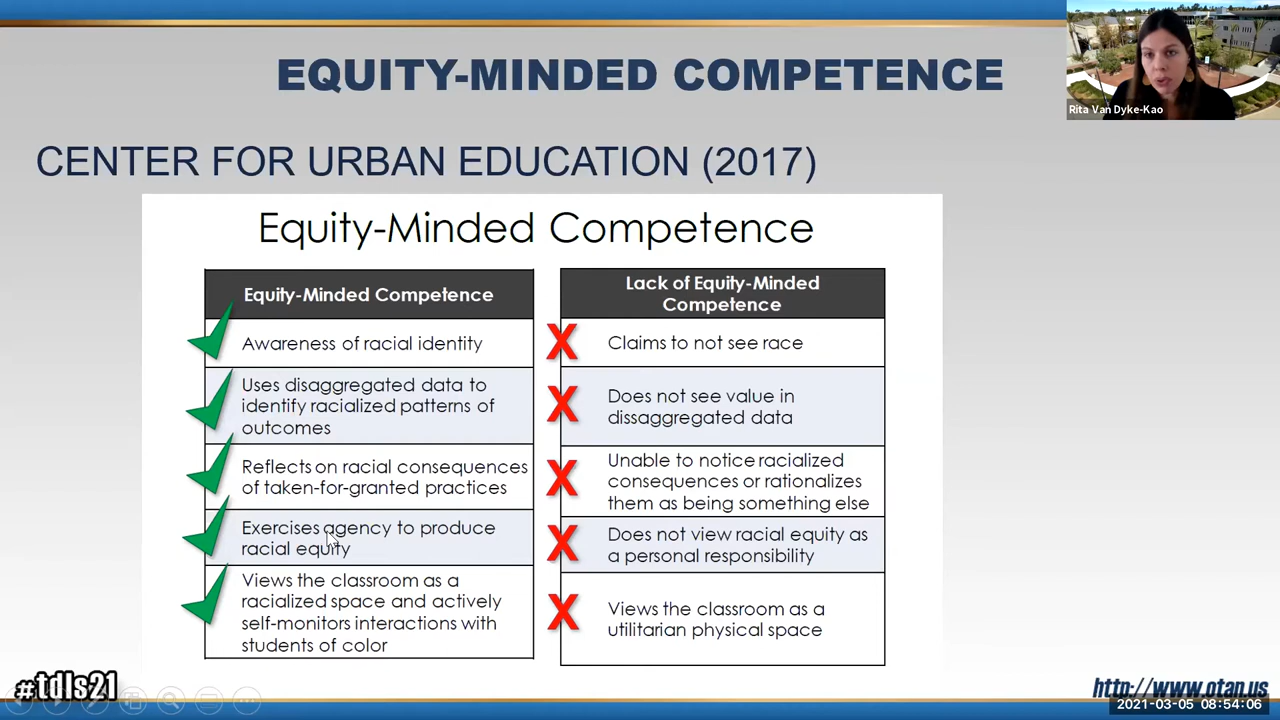 EQUITY-MINDED COMPETENCE
Rita Van Dyke-Kao
CENTER FOR URBAN EDUCATION (2017)
Equity-Minded Competence
Equity-Minded Competence
Awareness of racial identity
Uses disaggregated data to
identify racialized patterns of
outcomes
Reflects on racial consequences
of taken-for-granted practices
Exercises agency to produce
racial equity
Views the classroom as a
racialized space and actively
self-monitors interactions with
students of color
Lack of Equity-Minded
Competence
Claims to not see race
Does not see value in
dissaggregated data
Unable to notice racialized
consequences or rationalizes
them as being something else
Does not view racial equity as
a personal responsibility
Views the classroom as a
utilitarian physical space
#tdls21
http://www.otan.us
2021-03-05 08:54:06